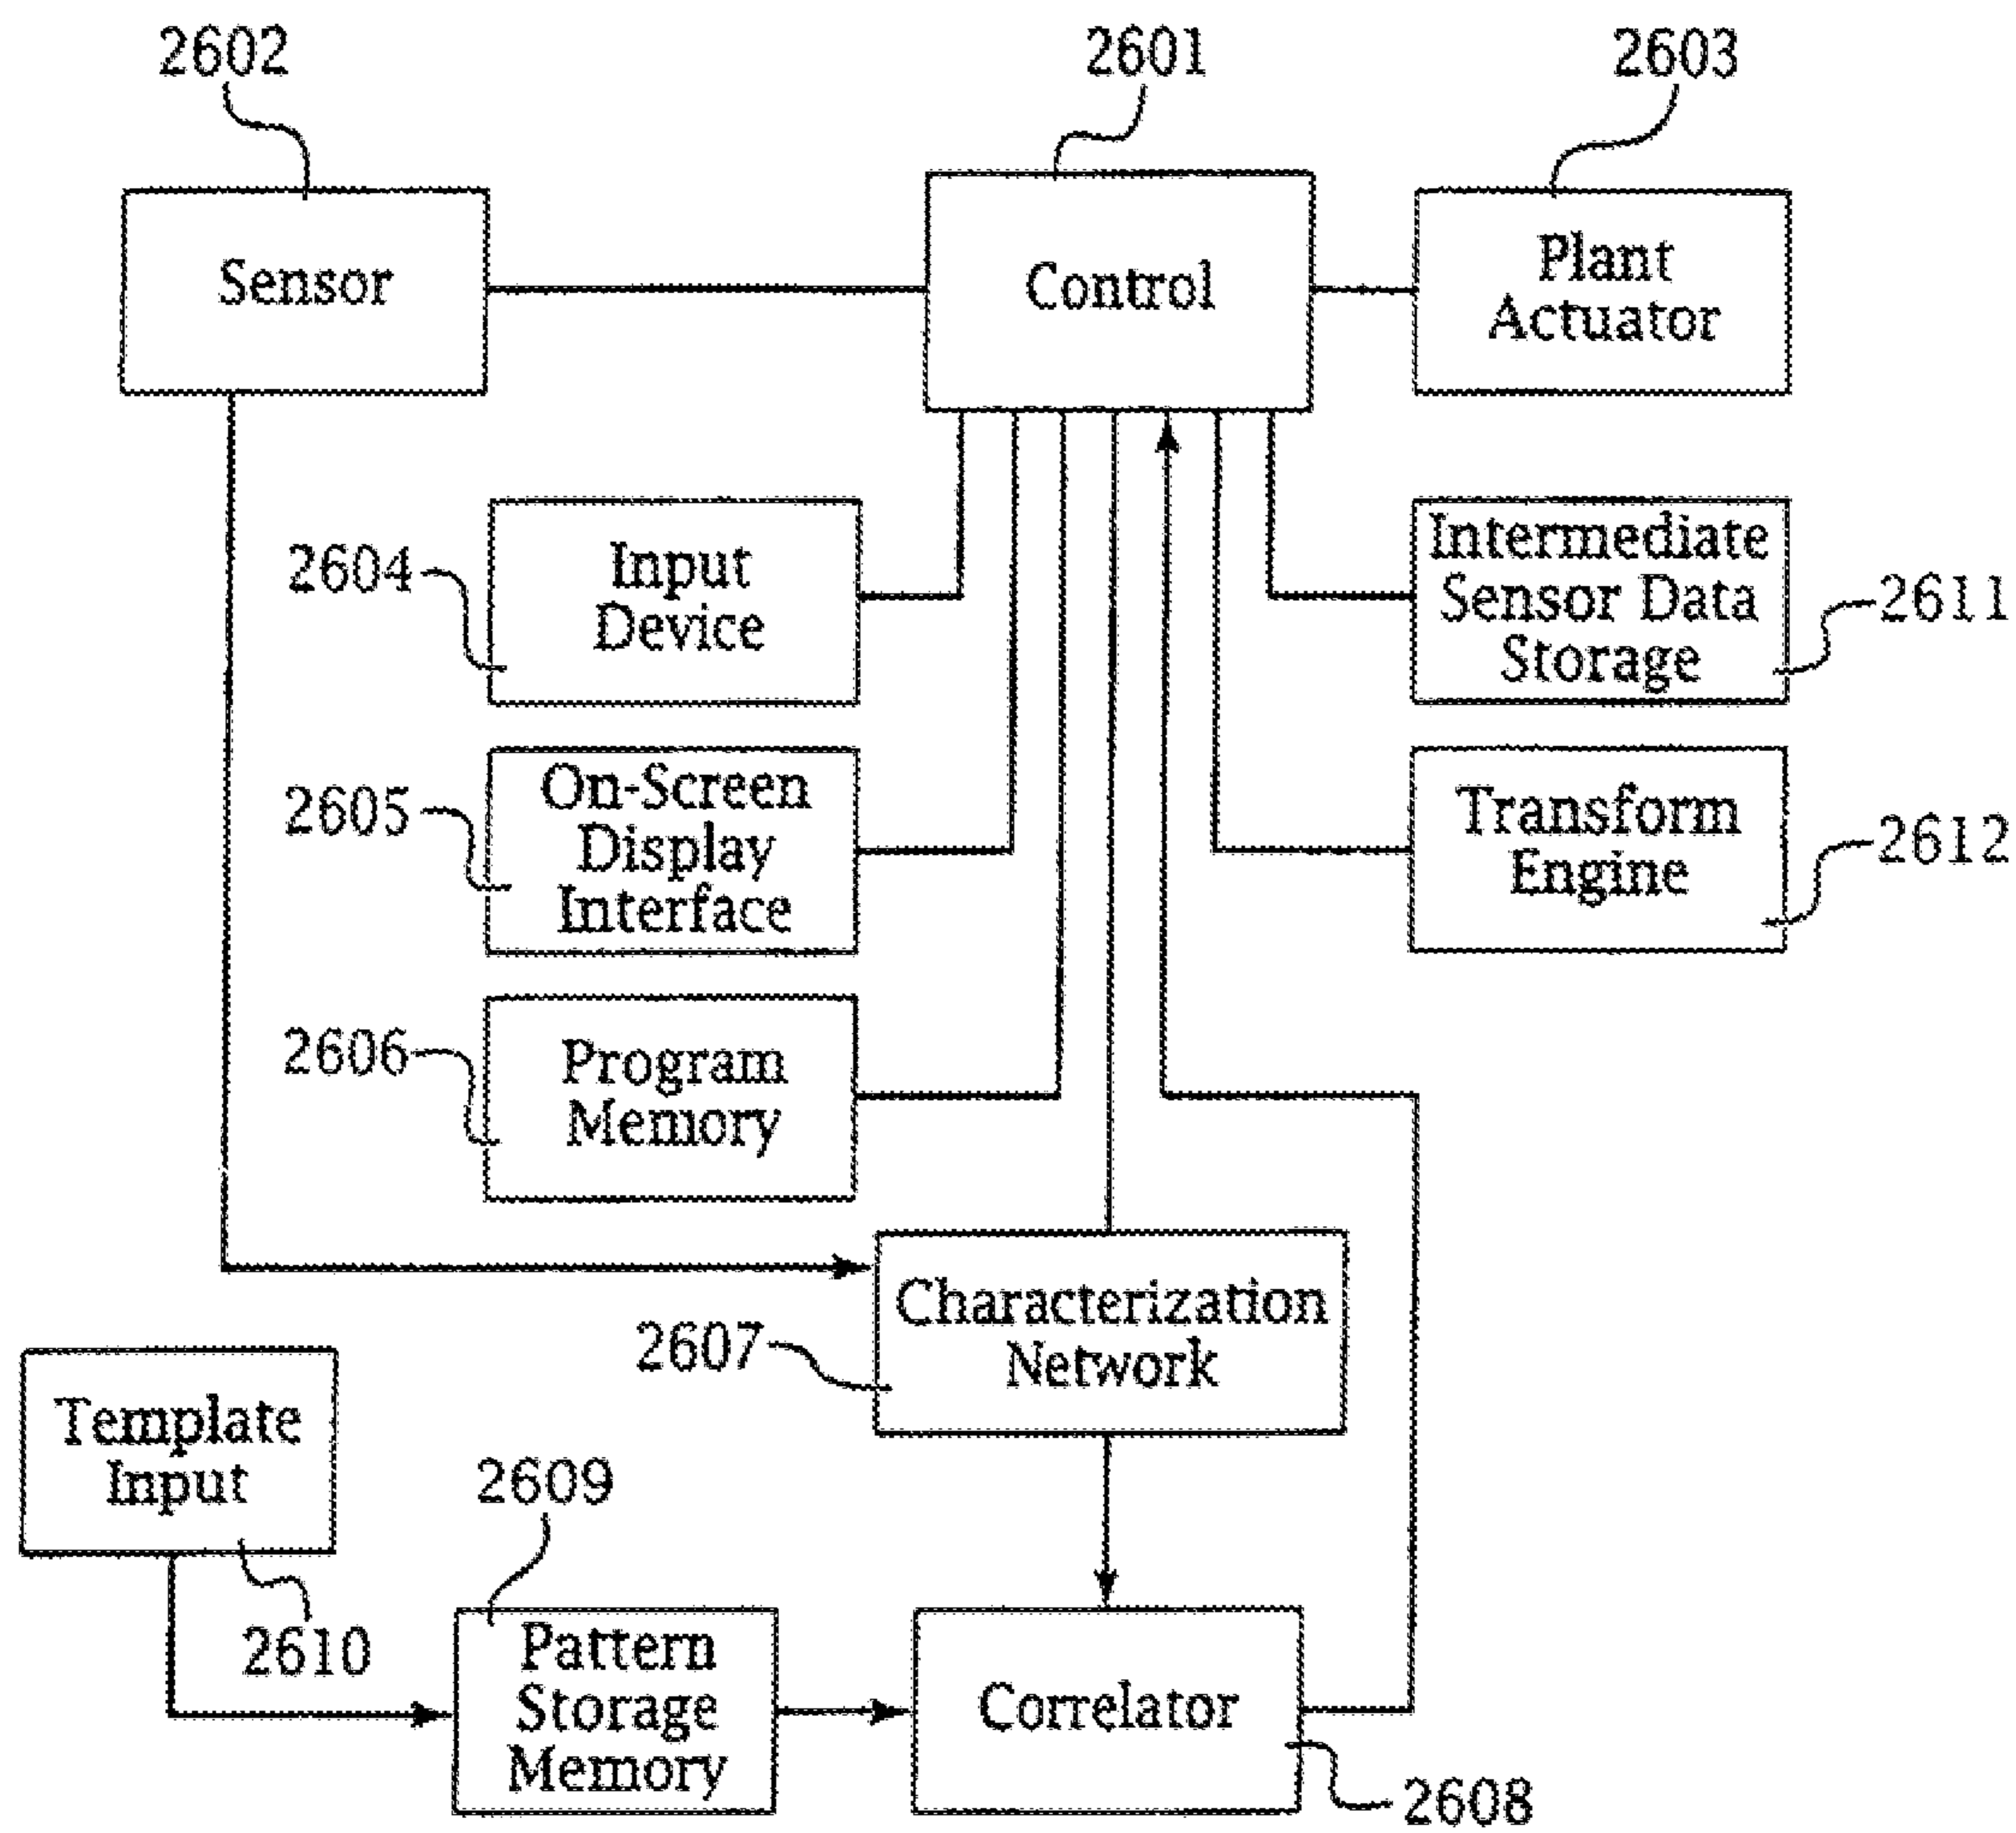 2602
2601
2603
Sensor
Control
Plant
Actuator
2604
Input
Device
Intermediate
Sensor Data
Storage
2611
2605
On-Screen
Display
Interface
Transform
Engine
2612
2606
Program
Memory
2607
Characterization
Network
Template
Input
2610
2609
Pattern
Storage
Memory
Correlator
2608